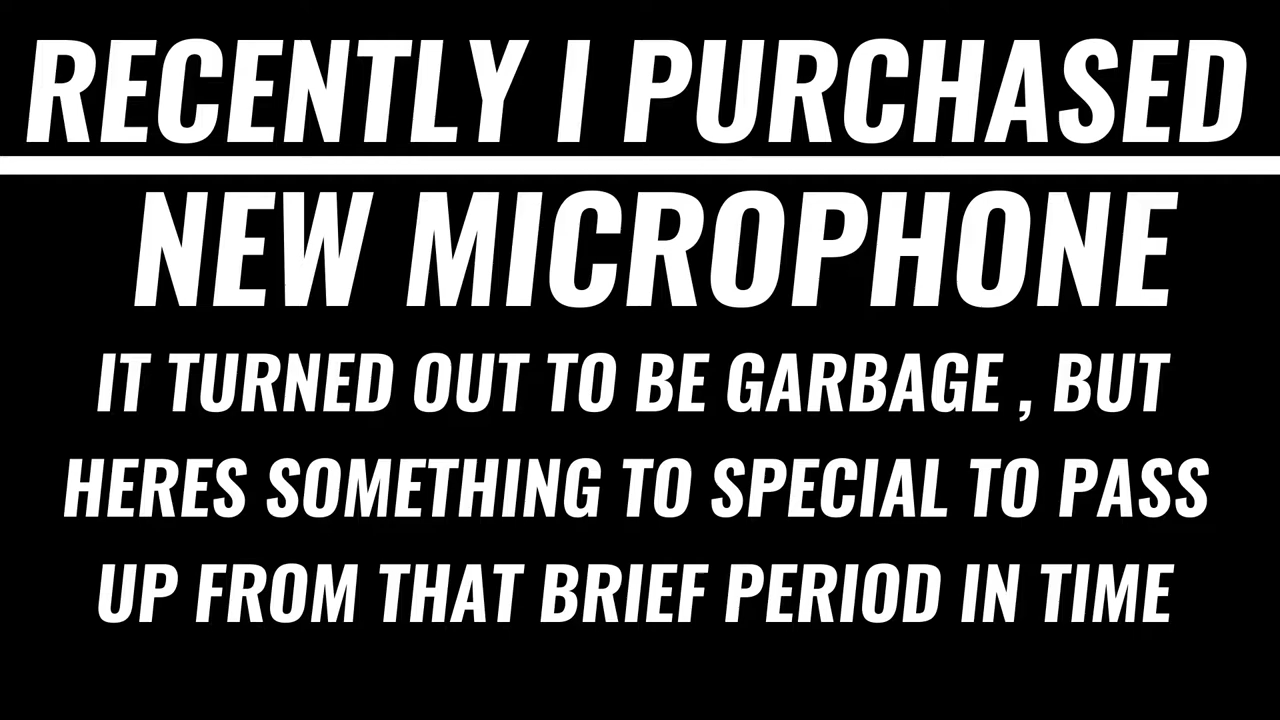 RECENTLY I PURCHASED
NEW MICROPHONE
IT TURNED OUT TO BE GARBAGE , BUT
HERES SOMETHING TO SPECIAL TO PASS
UP FROM THAT BRIEF PERIOD IN TIME